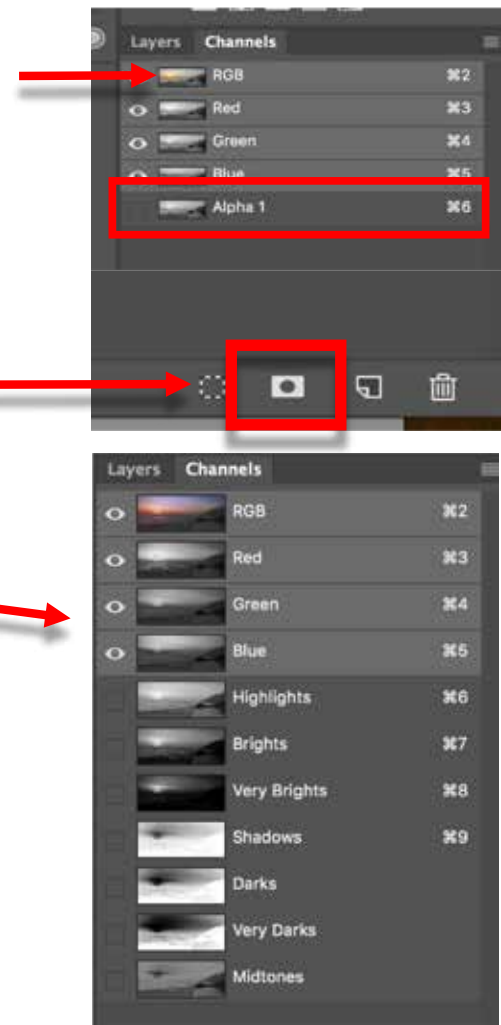 Layers Channels
RGB ⌘2
Red ⌘3
Green ⌘4
Blue ⌘5
Alpha 1 ⌘6
Layers Channels
RGB ⌘2
Red ⌘3
Green ⌘4
Blue ⌘5
Highlights ⌘6
Brights ⌘7
Very Brights ⌘8
Shadows ⌘9
Darks
Very Darks
Midtones